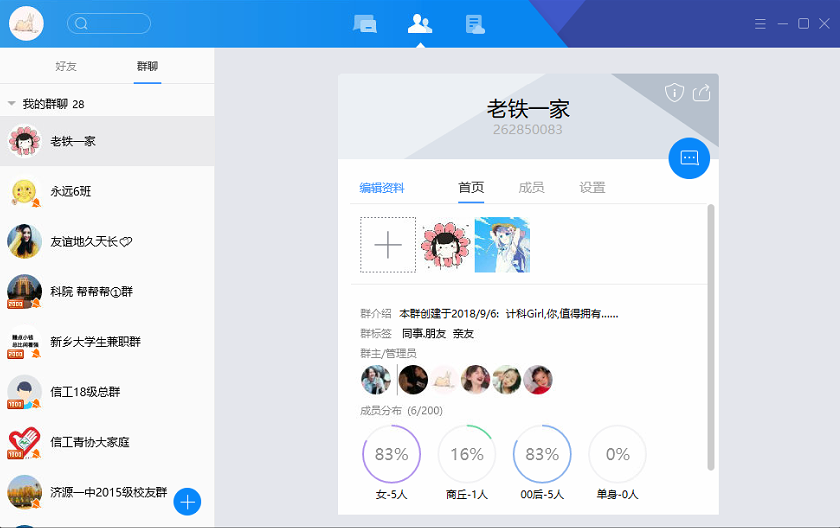 好友
群聊
我的群聊 28
老铁一家
永远6班
友谊地久天长
科院 帮帮帮①群
2000
新乡大学生兼职群
2000
信工18级总群
1000
信工青协大家庭
1000
济源一中2015级校友群
老铁一家
262850083
编辑资料
首页
成员
设置
群介绍 本群创建于2018/9/6: 计科Girl,你,值得拥有......
群标签 同事.朋友 亲友
群主/管理员
成员分布 (6/200)
83%
16%
83%
0%
女-5人
商丘-1人
00后-5人
单身-0人